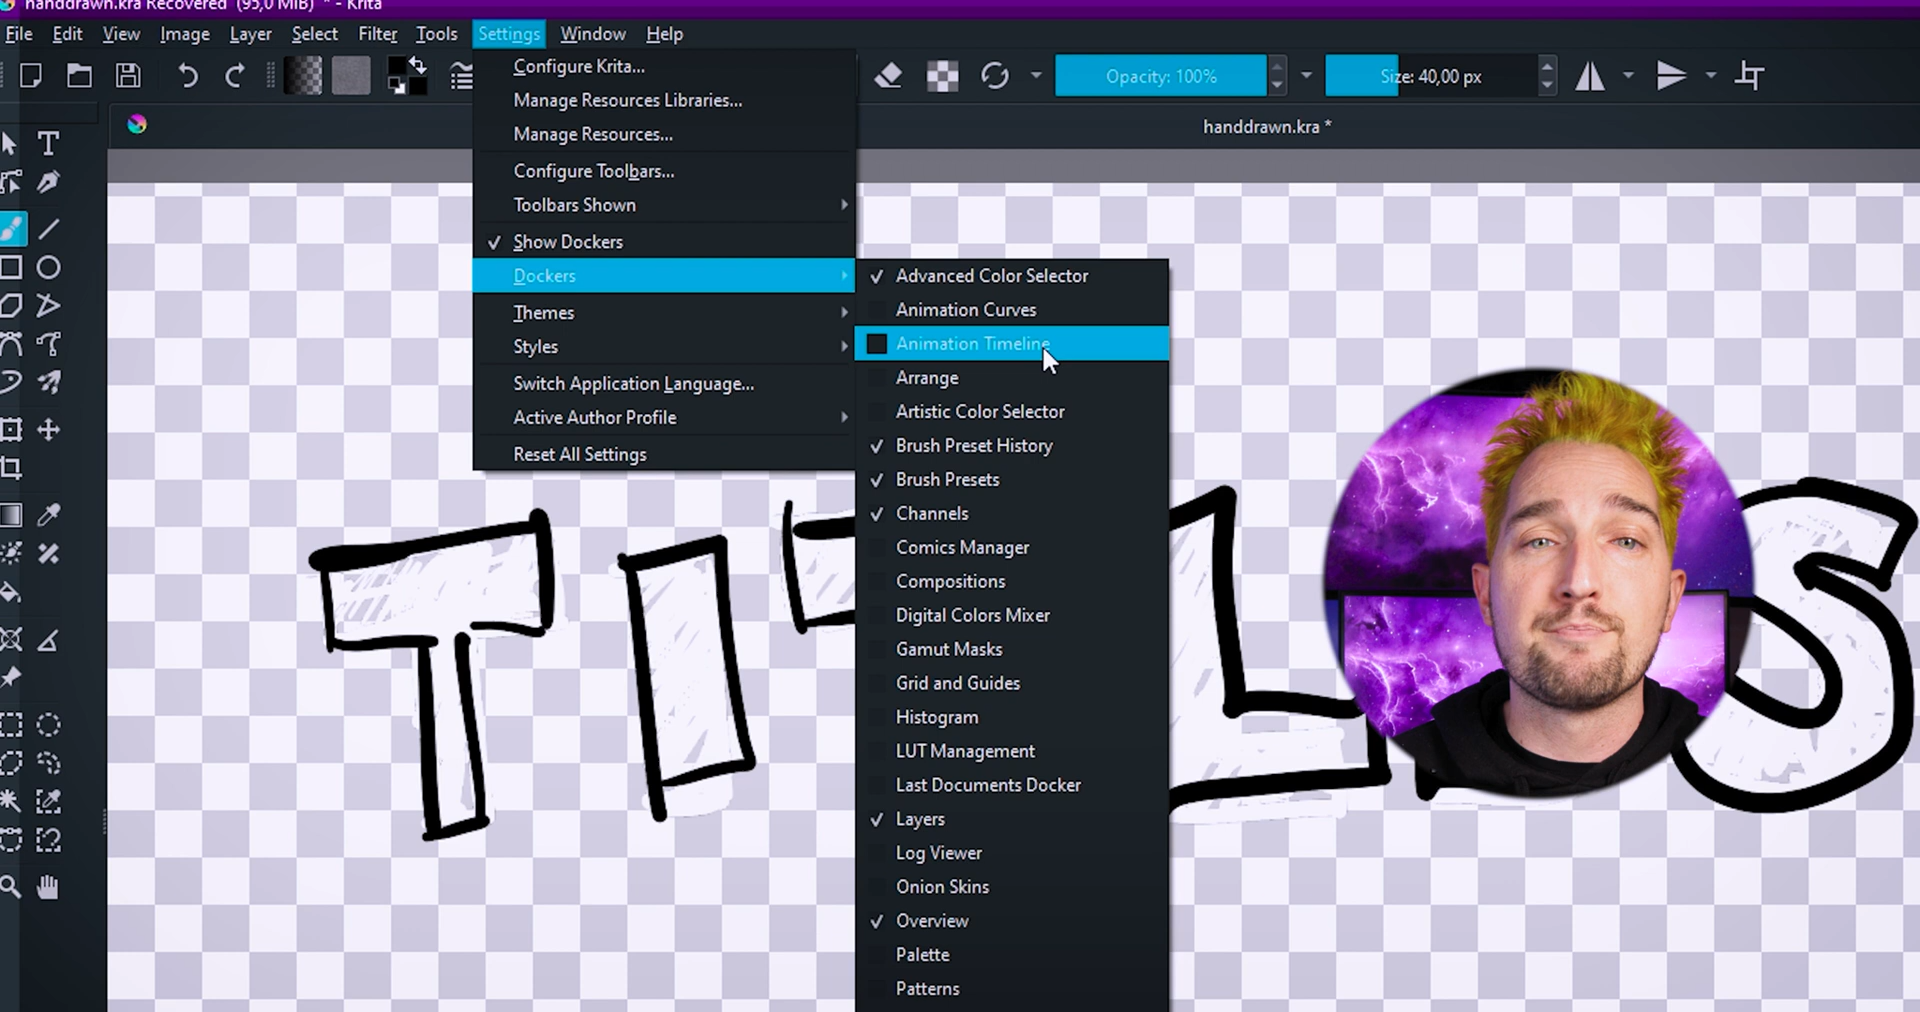 handdrawn.kra Recovered (95,0 MiB) * - Krita
File Edit View Image Layer Select Filter Tools Settings Window Help
Opacity: 100%
Size: 40,00 px
handdrawn.kra *
Configure Krita...
Manage Resources Libraries...
Manage Resources...
Configure Toolbars...
Toolbars Shown
Show Dockers
Dockers
Themes
Styles
Switch Application Language...
Active Author Profile
Reset All Settings
Advanced Color Selector
Animation Curves
Animation Timeline
Arrange
Artistic Color Selector
Brush Preset History
Brush Presets
Channels
Comics Manager
Compositions
Digital Colors Mixer
Gamut Masks
Grid and Guides
Histogram
LUT Management
Last Documents Docker
Layers
Log Viewer
Onion Skins
Overview
Palette
Patterns